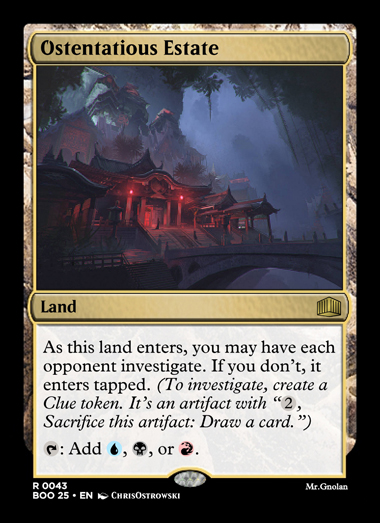 Ostentatious Estate
Land
As this land enters, you may have each
opponent investigate. If you don't, it
enters tapped. (To investigate, create a
Clue token. It's an artifact with “2,
Sacrifice this artifact: Draw a card.”)
: Add , , or .
R 0043
Mr.Gnolan
BOO 25 • EN ChrisOstrowski